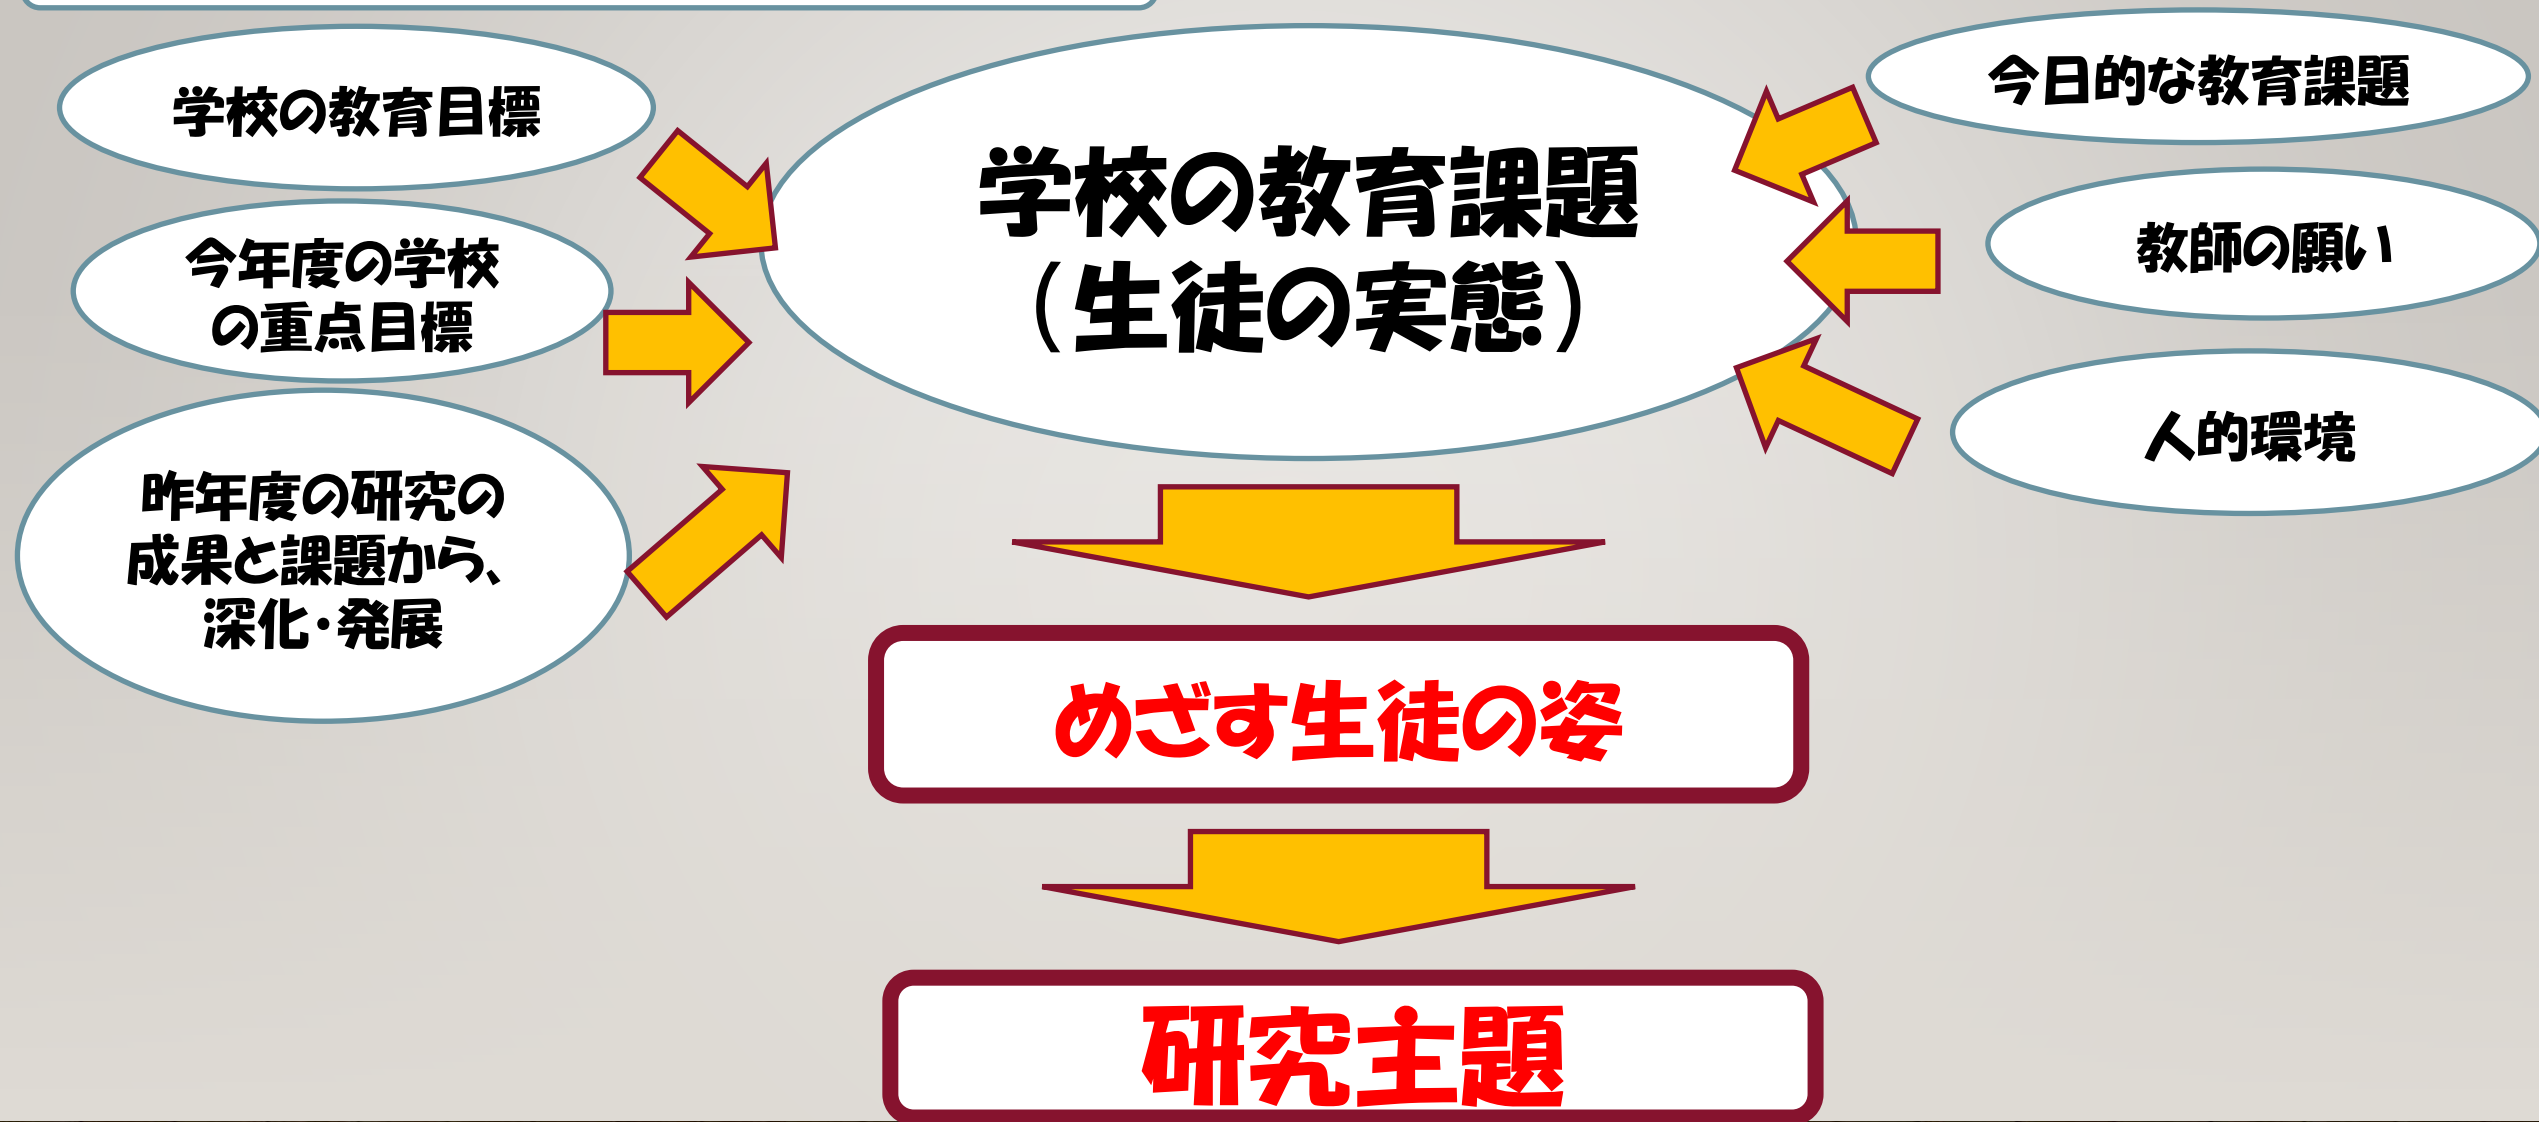 学校の教育目標
今年度の学校
の重点目標
昨年度の研究の
成果と課題から、
深化・発展
学校の教育課題
（生徒の実態）
今日的な教育課題
教師の願い
人的環境
めざす生徒の姿
研究主題